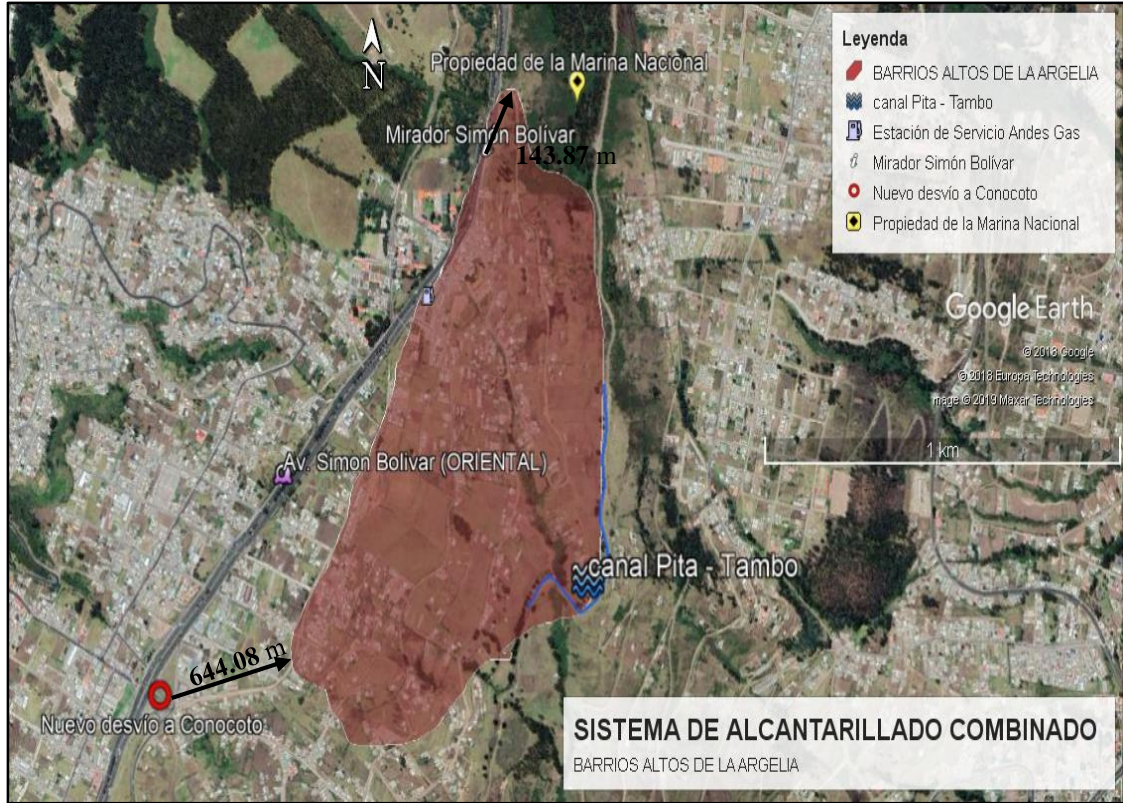 N
Propiedad de la Marina Nacional
Mirador Simón Bolívar
143.87 m
Av. Simon Bolivar (ORIENTAL)
canal Pita - Tambo
644.08 m
Nuevo desvío a Conocoto
Leyenda
BARRIOS ALTOS DE LA ARGELIA
canal Pita - Tambo
Estación de Servicio Andes Gas
Mirador Simón Bolívar
Nuevo desvío a Conocoto
Propiedad de la Marina Nacional
Google Earth
© 2018 Google
© 2018 Europa Technologies
mage © 2019 Maxar Technologies
1 km
SISTEMA DE ALCANTARILLADO COMBINADO
BARRIOS ALTOS DE LA ARGELIA